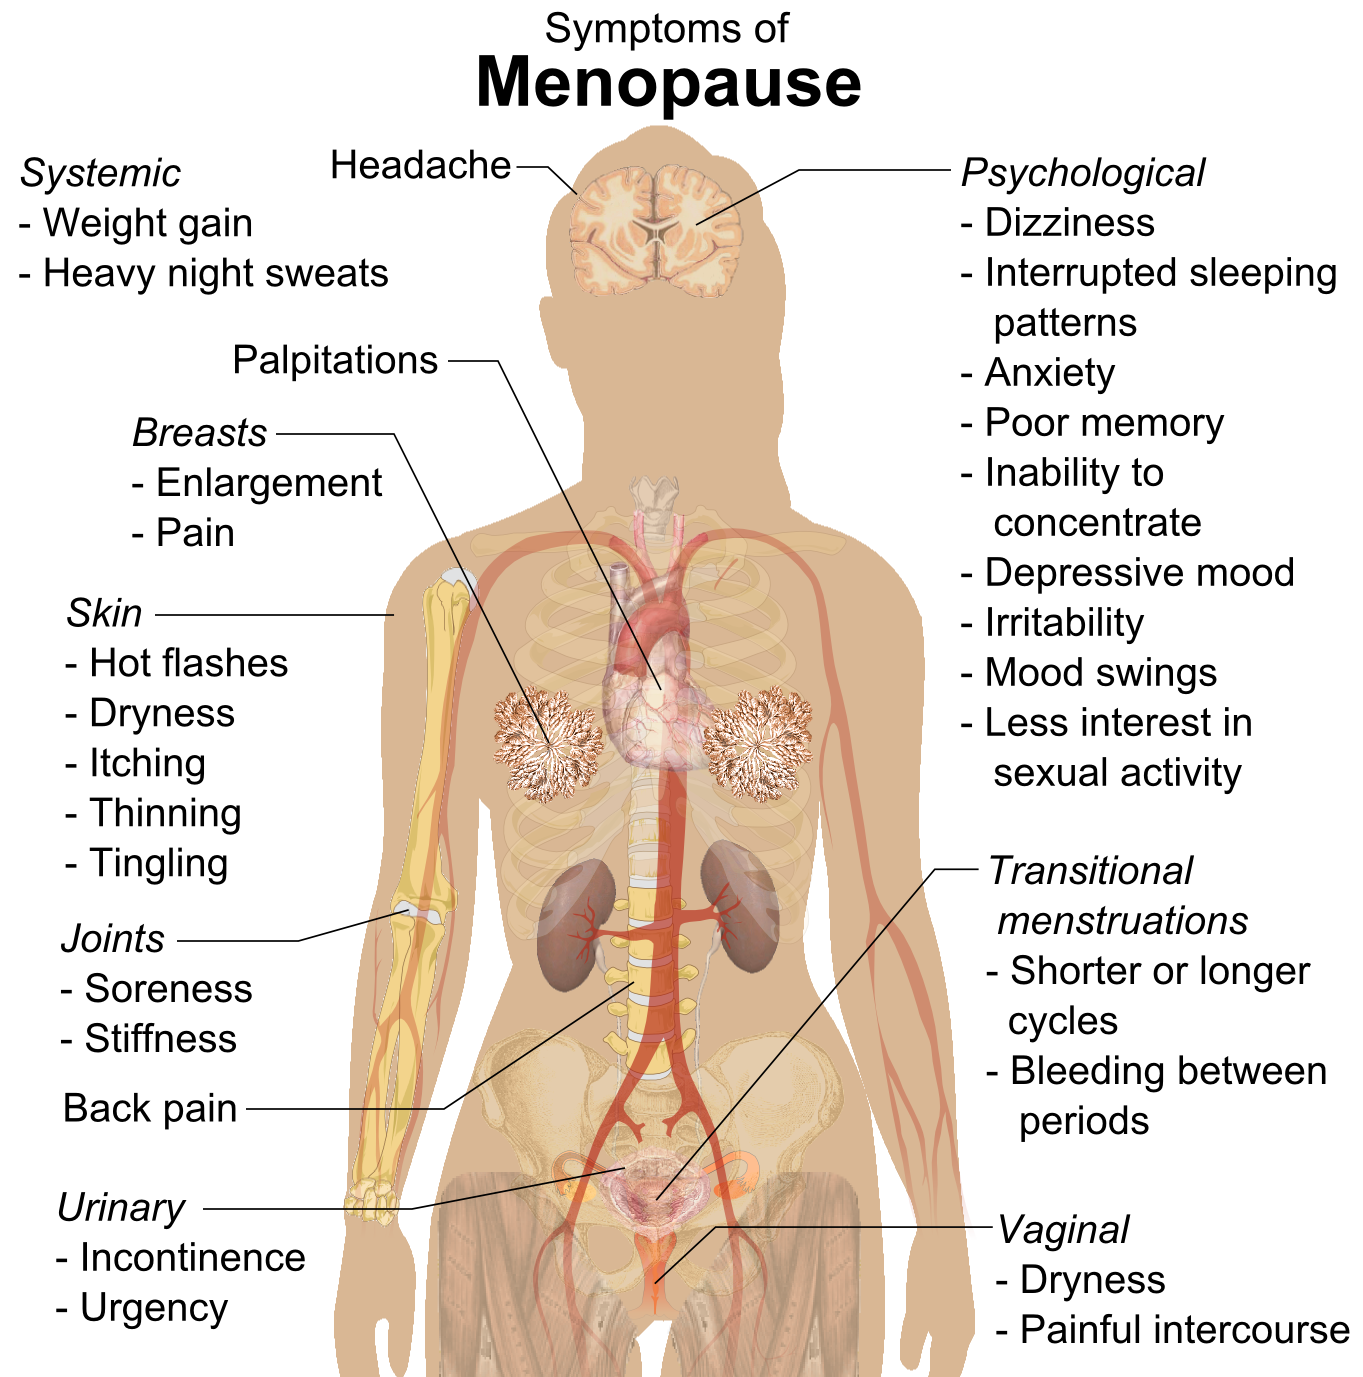 Symptoms of
Menopause
Systemic
- Weight gain
- Heavy night sweats
Headache
Palpitations
Breasts
- Enlargement
- Pain
Skin
- Hot flashes
- Dryness
- Itching
- Thinning
- Tingling
Joints
- Soreness
- Stiffness
Back pain
Urinary
- Incontinence
- Urgency
Psychological
- Dizziness
- Interrupted sleeping
patterns
- Anxiety
- Poor memory
- Inability to
concentrate
- Depressive mood
- Irritability
- Mood swings
- Less interest in
sexual activity
Transitional
menstruations
- Shorter or longer
cycles
- Bleeding between
periods
Vaginal
- Dryness
- Painful intercourse